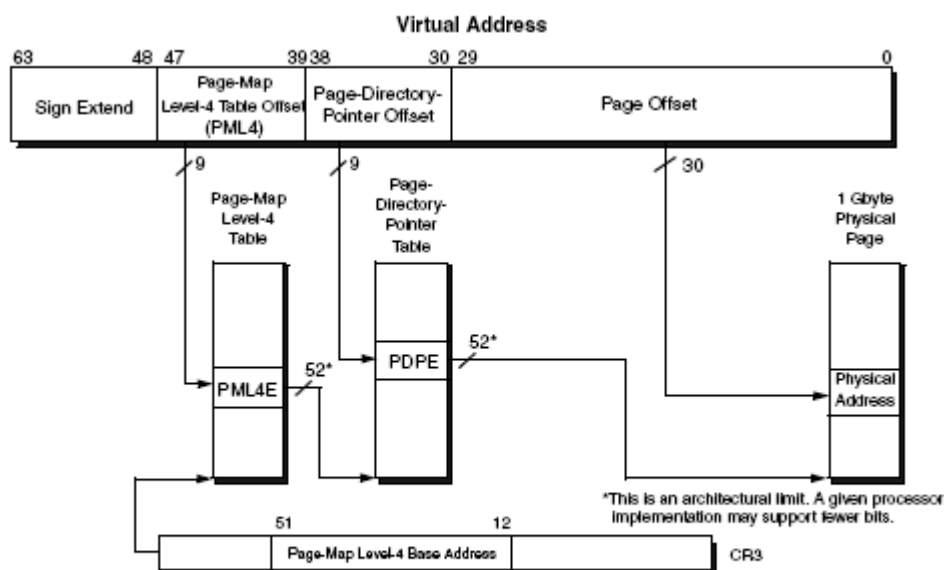 Virtual Address
63 48 47 39 38 30 29 0
Sign Extend
Page-Map
Level-4 Table Offset
(PML4)
Page-Directory-
Pointer Offset
Page Offset
9
9
30
Page-Map
Level-4
Table
Page-
Directory-
Pointer
Table
1 Gbyte
Physical
Page
PML4E
52*
PDPE
52*
Physical
Address
*This is an architectural limit. A given processor
implementation may support fewer bits.
51 12
Page-Map Level-4 Base Address
CR3